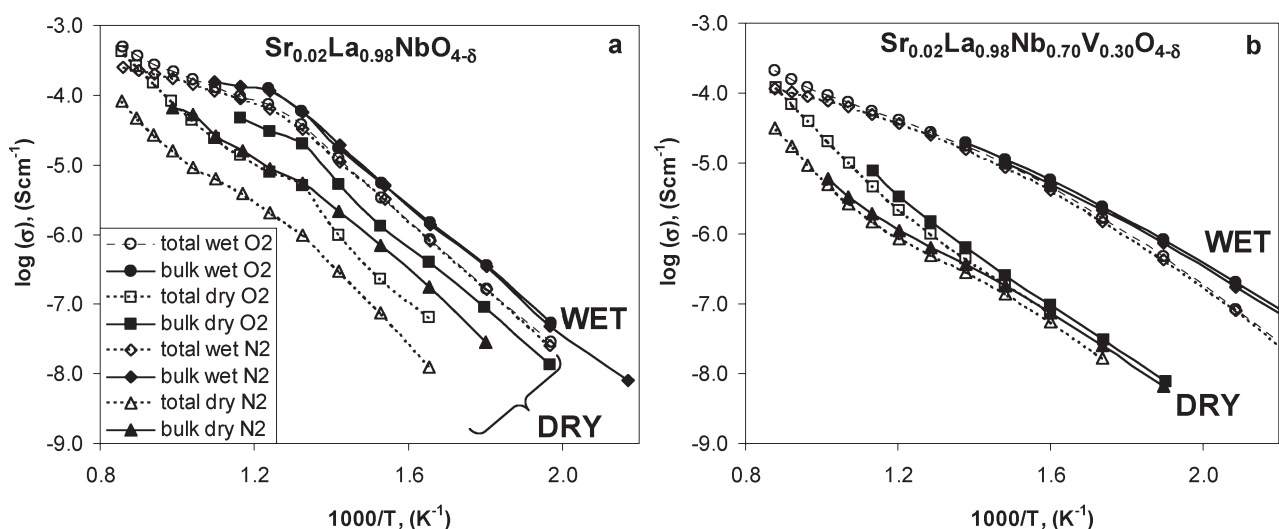 Sr0.02La0.98NbO4-δ
a
-3.0
-4.0
-5.0
-6.0
-7.0
-8.0
-9.0
log (σ), (Scm-1)
total wet O2
bulk wet O2
total dry O2
bulk dry O2
total wet N2
bulk wet N2
total dry N2
bulk dry N2
WET
DRY
0.8 1.2 1.6 2.0
1000/T, (K-1)
Sr0.02La0.98Nb0.70V0.30O4-δ
b
-3.0
-4.0
-5.0
-6.0
-7.0
-8.0
-9.0
log (σ), (Scm-1)
WET
DRY
0.8 1.2 1.6 2.0
1000/T, (K-1)